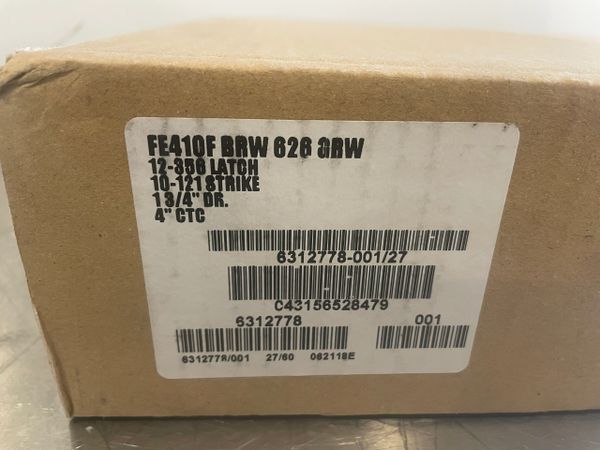 FE410F BRW 626 GRW
12-356 LATCH
10-121 STRIKE
1 3/4" DR.
4" CTC
6312778-001/27
C43156528479
6312778 001
6312778/001 27/60 062118E